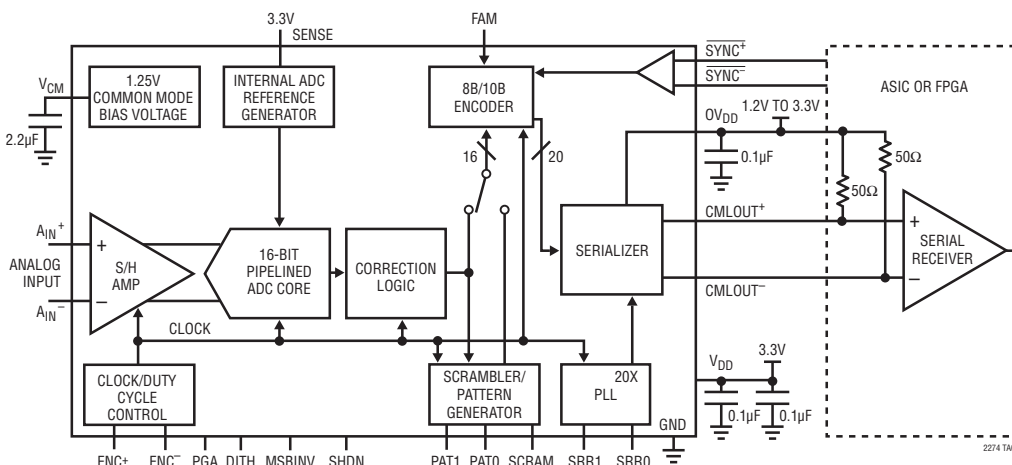 3.3V
SENSE
FAM
SYNC+
SYNC−
ASIC OR FPGA
VCM
1.25V
COMMON MODE
BIAS VOLTAGE
INTERNAL ADC
REFERENCE
GENERATOR
8B/10B
ENCODER
OVDD
1.2V TO 3.3V
2.2µF
16
20
0.1µF
50Ω
50Ω
AIN+
ANALOG
INPUT
AIN−
+
−
S/H
AMP
16-BIT
PIPELINED
ADC CORE
CORRECTION
LOGIC
SERIALIZER
CMLOUT+
CMLOUT−
+
−
SERIAL
RECEIVER
CLOCK
CLOCK/DUTY
CYCLE
CONTROL
SCRAMBLER/
PATTERN
GENERATOR
20X
PLL
VDD
3.3V
0.1µF
0.1µF
GND
ENC+
ENC−
PGA
DITH
MSBINV
SHDN
PAT1
PAT0
SCRAM
SRR1
SRR0